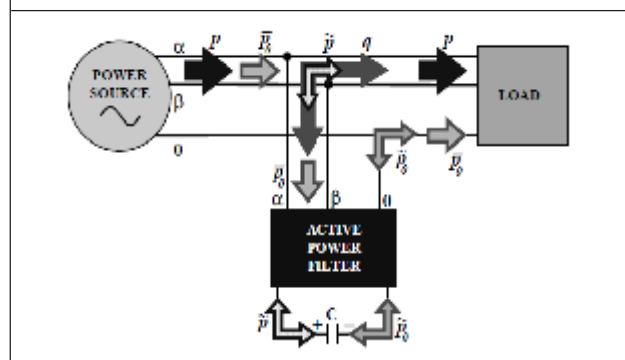 α p p̄₀ p̃ q p
POWER
SOURCE
LOAD
β
0
p̃₀ p̄₀
p̄₀
α β 0
ACTIVE
POWER
FILTER
p̃ + C − p̃₀